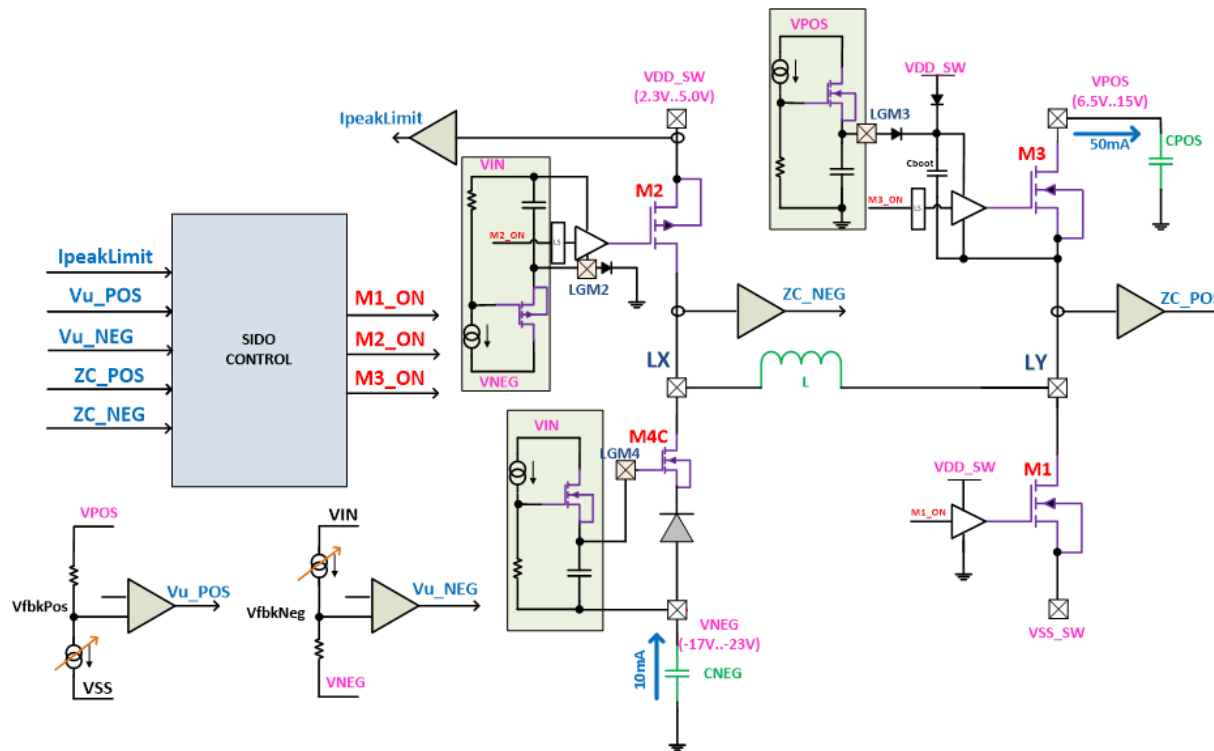 VPOS
VDD_SW
VDD_SW
(2.3V..5.0V)
VPOS
(6.5V..15V)
IpeakLimit
LGM3
50mA
CPOS
VIN
M2
M3
Cboot
M3_ON
LS
M2_ON
LS
LGM2
IpeakLimit
Vu_POS
Vu_NEG
ZC_POS
ZC_NEG
SIDO
CONTROL
M1_ON
M2_ON
M3_ON
VNEG
ZC_NEG
ZC_POS
LX
L
LY
VIN
M4C
LGM4
VDD_SW
M1
M1_ON
VPOS
VfbkPos
Vu_POS
VSS
VIN
VfbkNeg
Vu_NEG
VNEG
VNEG
(-17V..-23V)
10mA
CNEG
VSS_SW